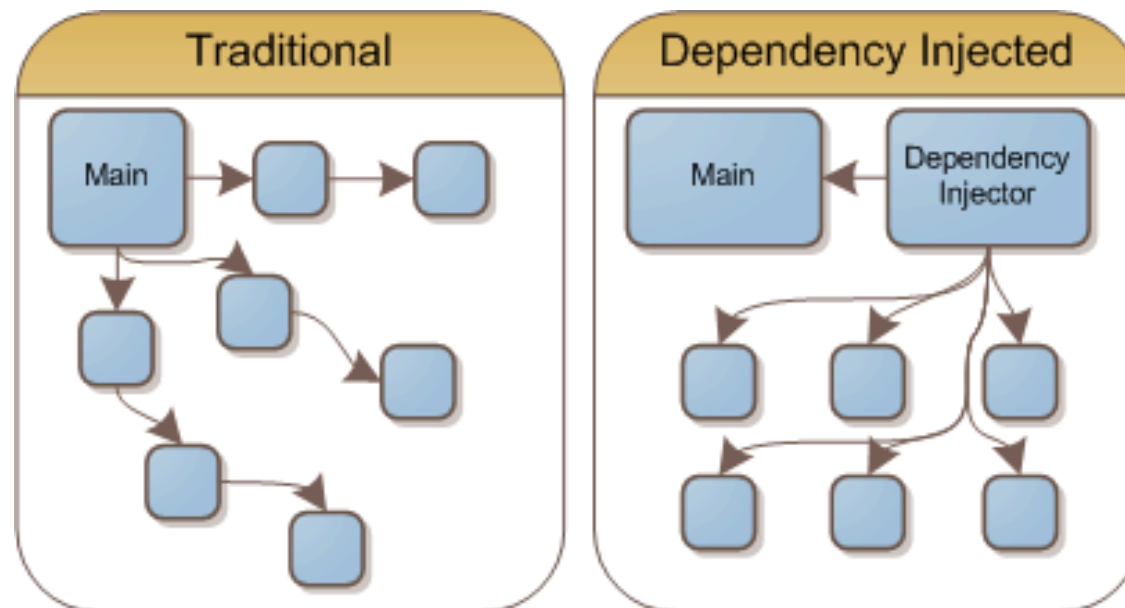 Traditional
Main
Dependency Injected
Main
Dependency
Injector